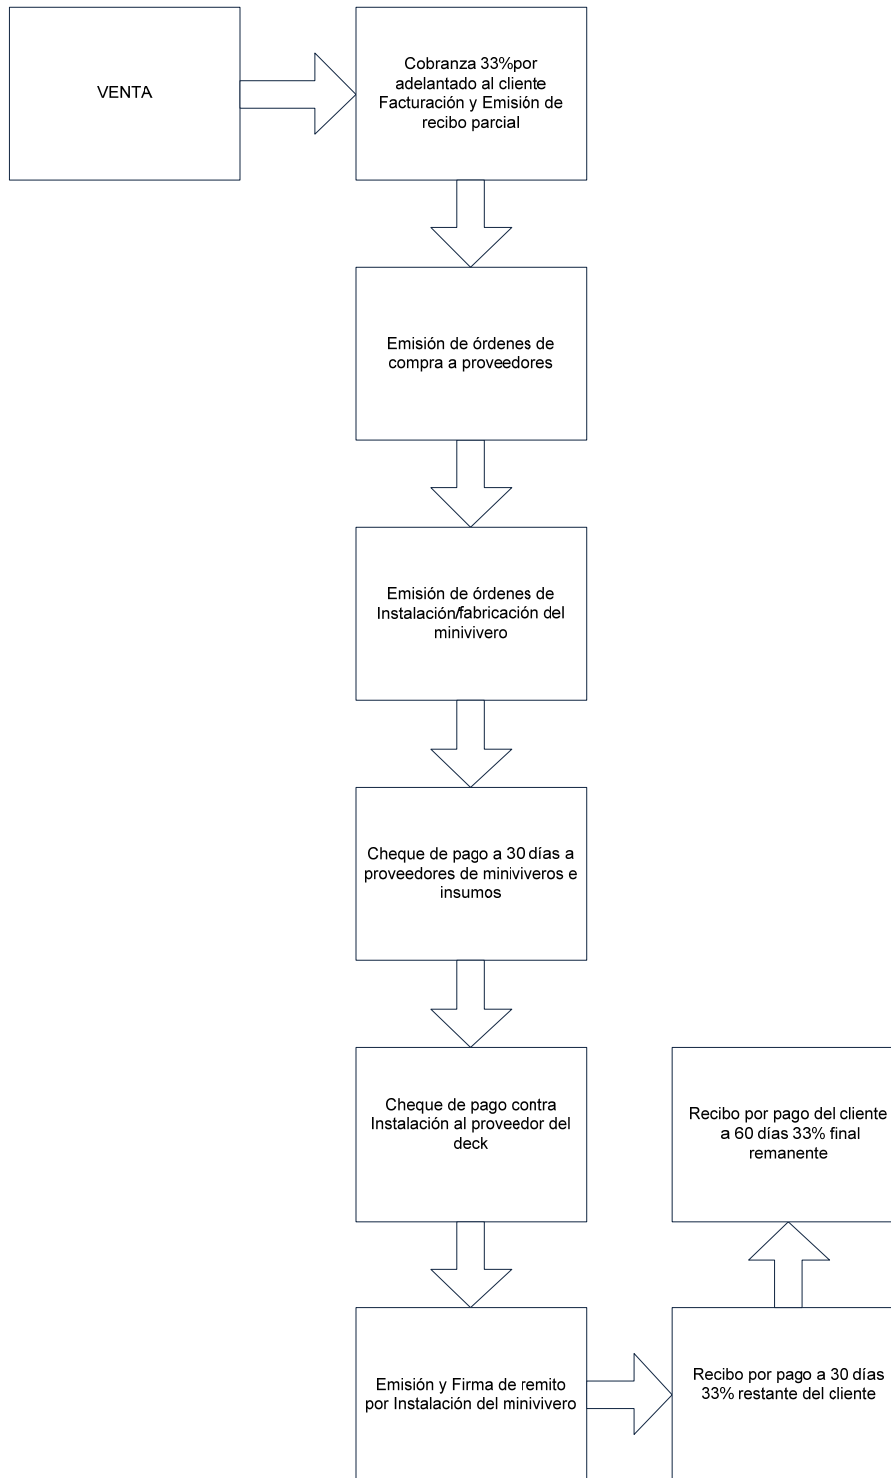 VENTA
Cobranza 33%por
adelantado al cliente
Facturación y Emisión de
recibo parcial
Emisión de órdenes de
compra a proveedores
Emisión de órdenes de
Instalación/fabricación del
minivivero
Cheque de pago a 30 días a
proveedores de miniviveros e
insumos
Cheque de pago contra
Instalación al proveedor del
deck
Emisión y Firma de remito
por Instalación del minivivero
Recibo por pago a 30 días
33% restante del cliente
Recibo por pago del cliente
a 60 días 33% final
remanente